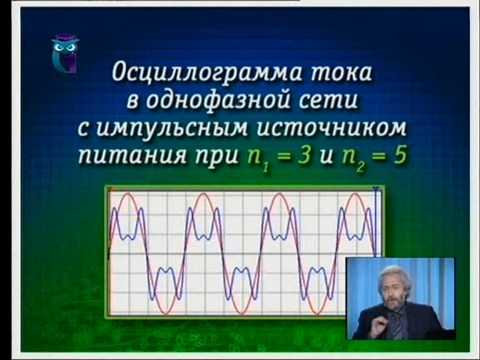 Осциллограмма тока
в однофазной сети
с импульсным источником
питания при n₁ = 3 и n₂ = 5